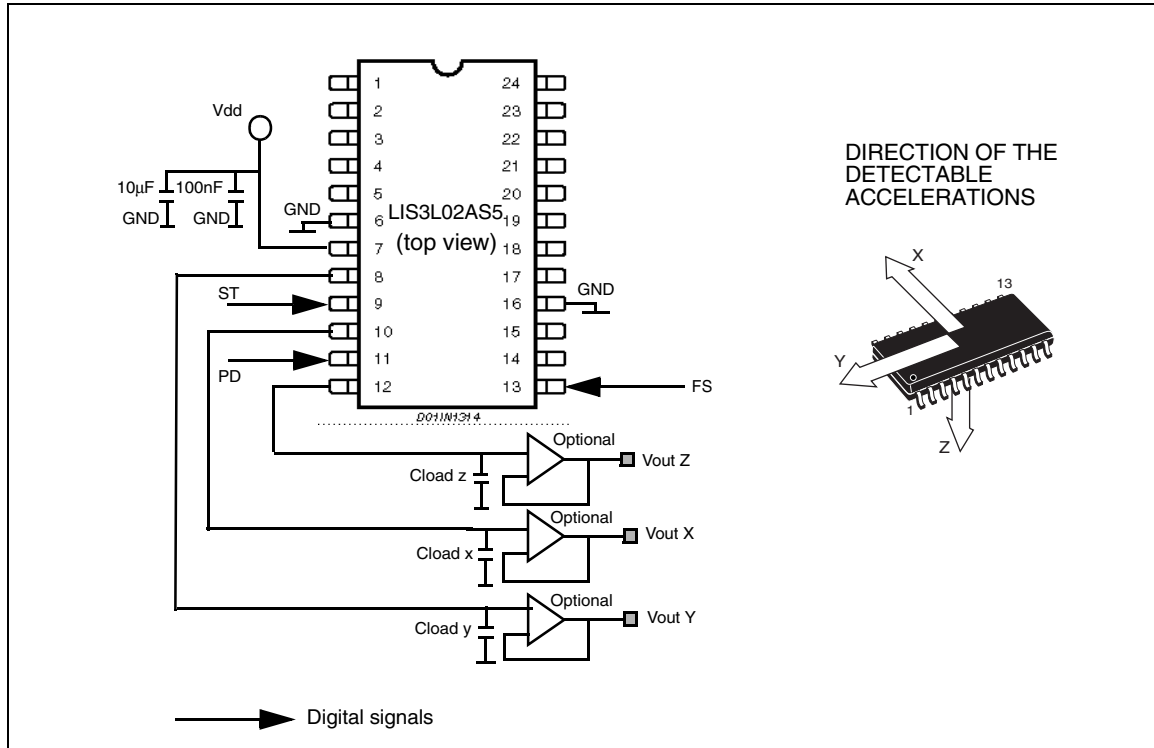 1 24
2 23
3 22
4 21
5 20
6 19
7 18
8 17
9 16
10 15
11 14
12 13
LIS3L02AS5
(top view)
D01IN1314
Vdd
10µF 100nF
GND GND
GND
ST
PD
GND
FS
Optional
Cload z
Vout Z
Optional
Cload x
Vout X
Optional
Cload y
Vout Y
Digital signals
DIRECTION OF THE
DETECTABLE
ACCELERATIONS
X
13
Y
1
Z